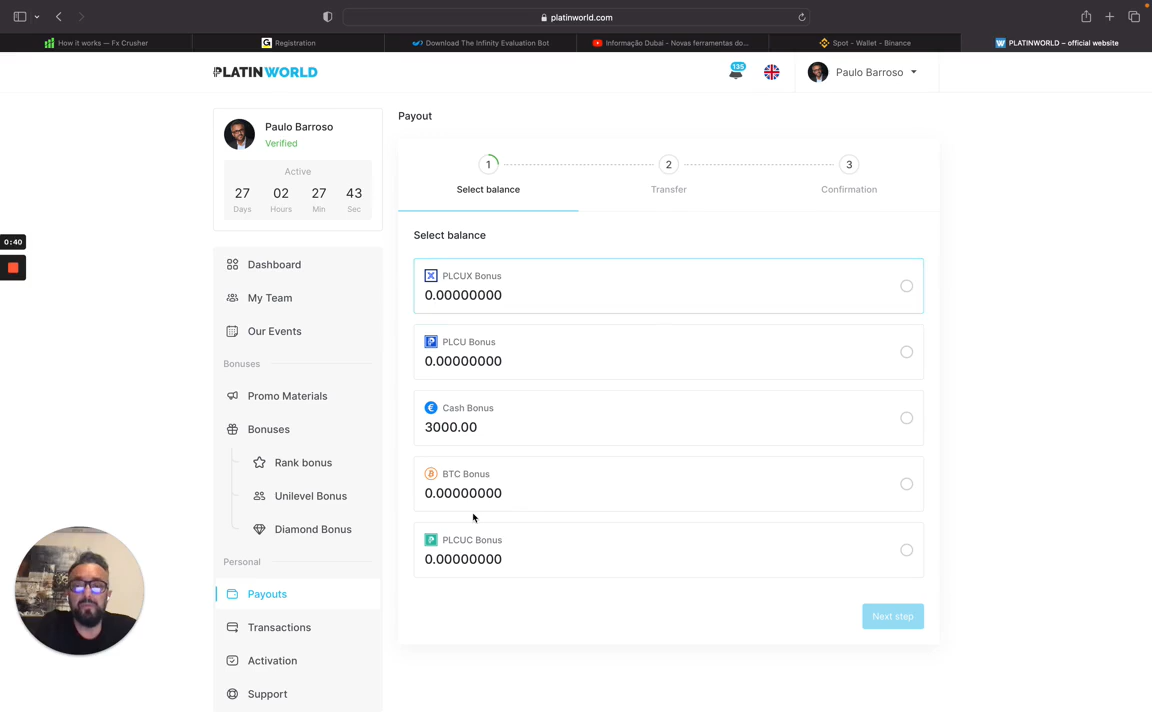 platinworld.com
How it works — Fx Crusher
Registration
Download The Infinity Evaluation Bot
Informação Dubai - Novas ferramentas do...
Spot - Wallet - Binance
PLATINWORLD – official website
PLATINWORLD
135
Paulo Barroso
Paulo Barroso
Verified
Active
27 02 27 43
Days Hours Min Sec
0:40
Dashboard
My Team
Our Events
Bonuses
Promo Materials
Bonuses
Rank bonus
Unilevel Bonus
Diamond Bonus
Personal
Payouts
Transactions
Activation
Support
Payout
1 2 3
Select balance Transfer Confirmation
Select balance
PLCUX Bonus
0.00000000
PLCU Bonus
0.00000000
Cash Bonus
3000.00
BTC Bonus
0.00000000
PLCUC Bonus
0.00000000
Next step